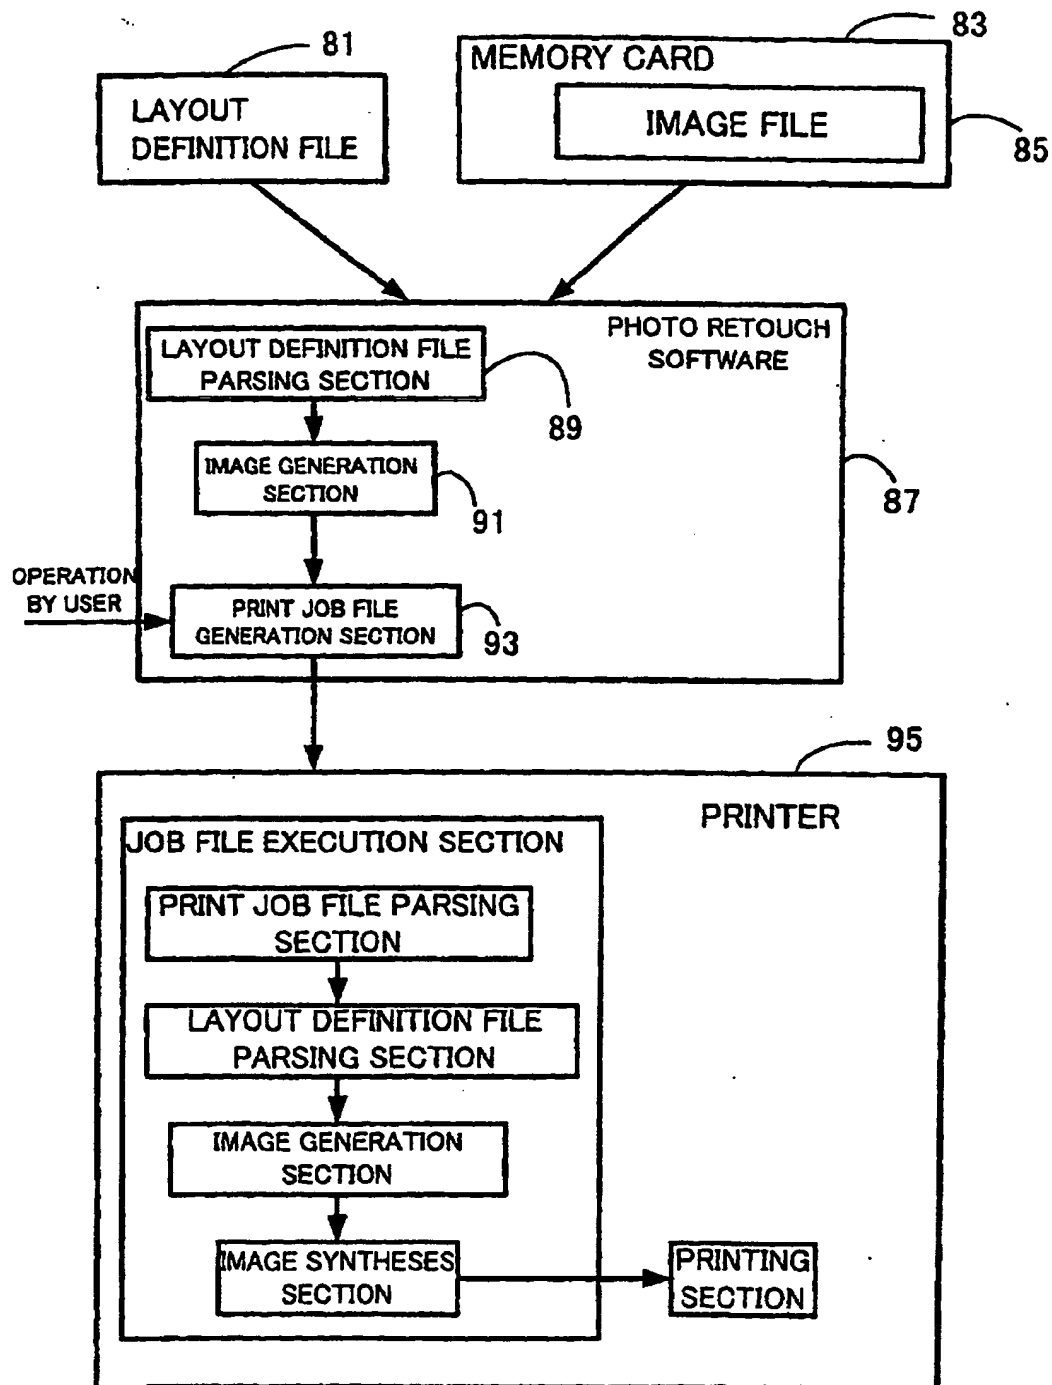 81
83
MEMORY CARD
LAYOUT
DEFINITION FILE
IMAGE FILE
85
PHOTO RETOUCH
SOFTWARE
LAYOUT DEFINITION FILE
PARSING SECTION
89
IMAGE GENERATION
SECTION
91
87
OPERATION
BY USER
PRINT JOB FILE
GENERATION SECTION
93
95
PRINTER
JOB FILE EXECUTION SECTION
PRINT JOB FILE PARSING
SECTION
LAYOUT DEFINITION FILE
PARSING SECTION
IMAGE GENERATION
SECTION
IMAGE SYNTHESES
SECTION
PRINTING
SECTION